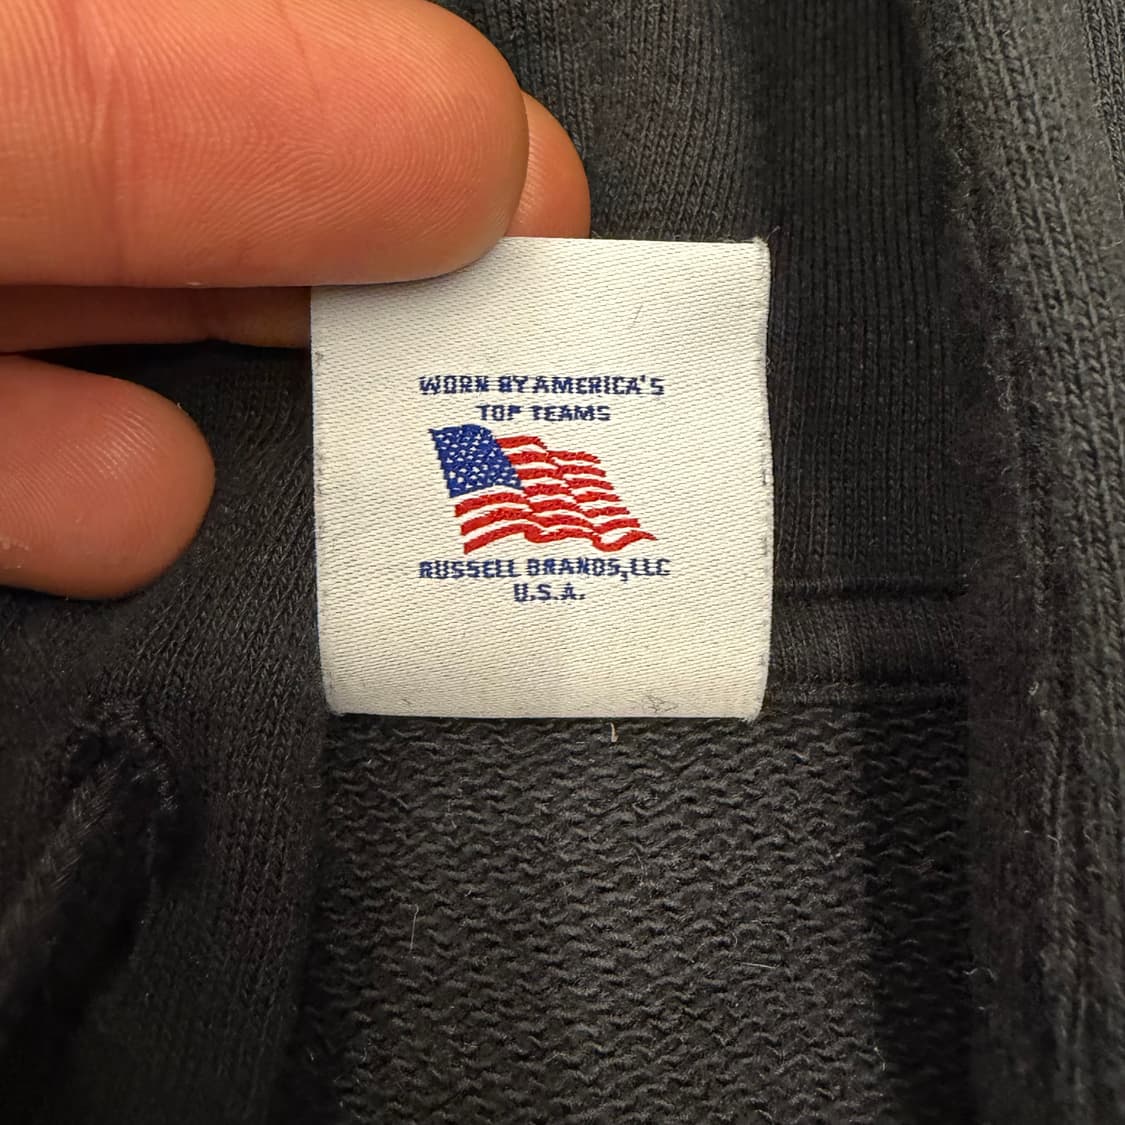 WORN BY AMERICA'S
TOP TEAMS
RUSSELL BRANDS, LLC
U.S.A.